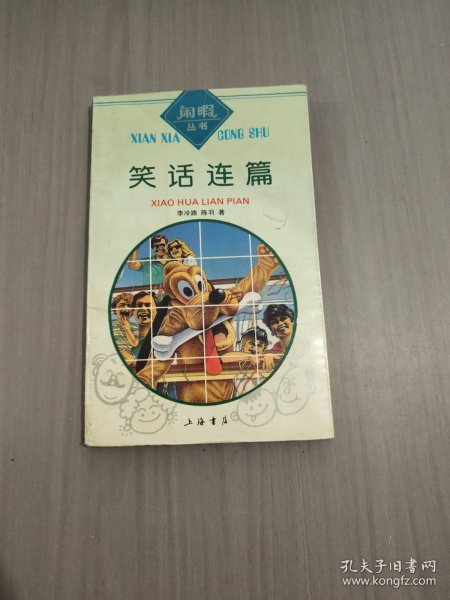 闲暇
丛书
XIAN XIA CONG SHU
笑话连篇
XIAO HUA LIAN PIAN
李冷路 陈羽 著
上海书店
孔夫子旧书网
www.kongfz.com